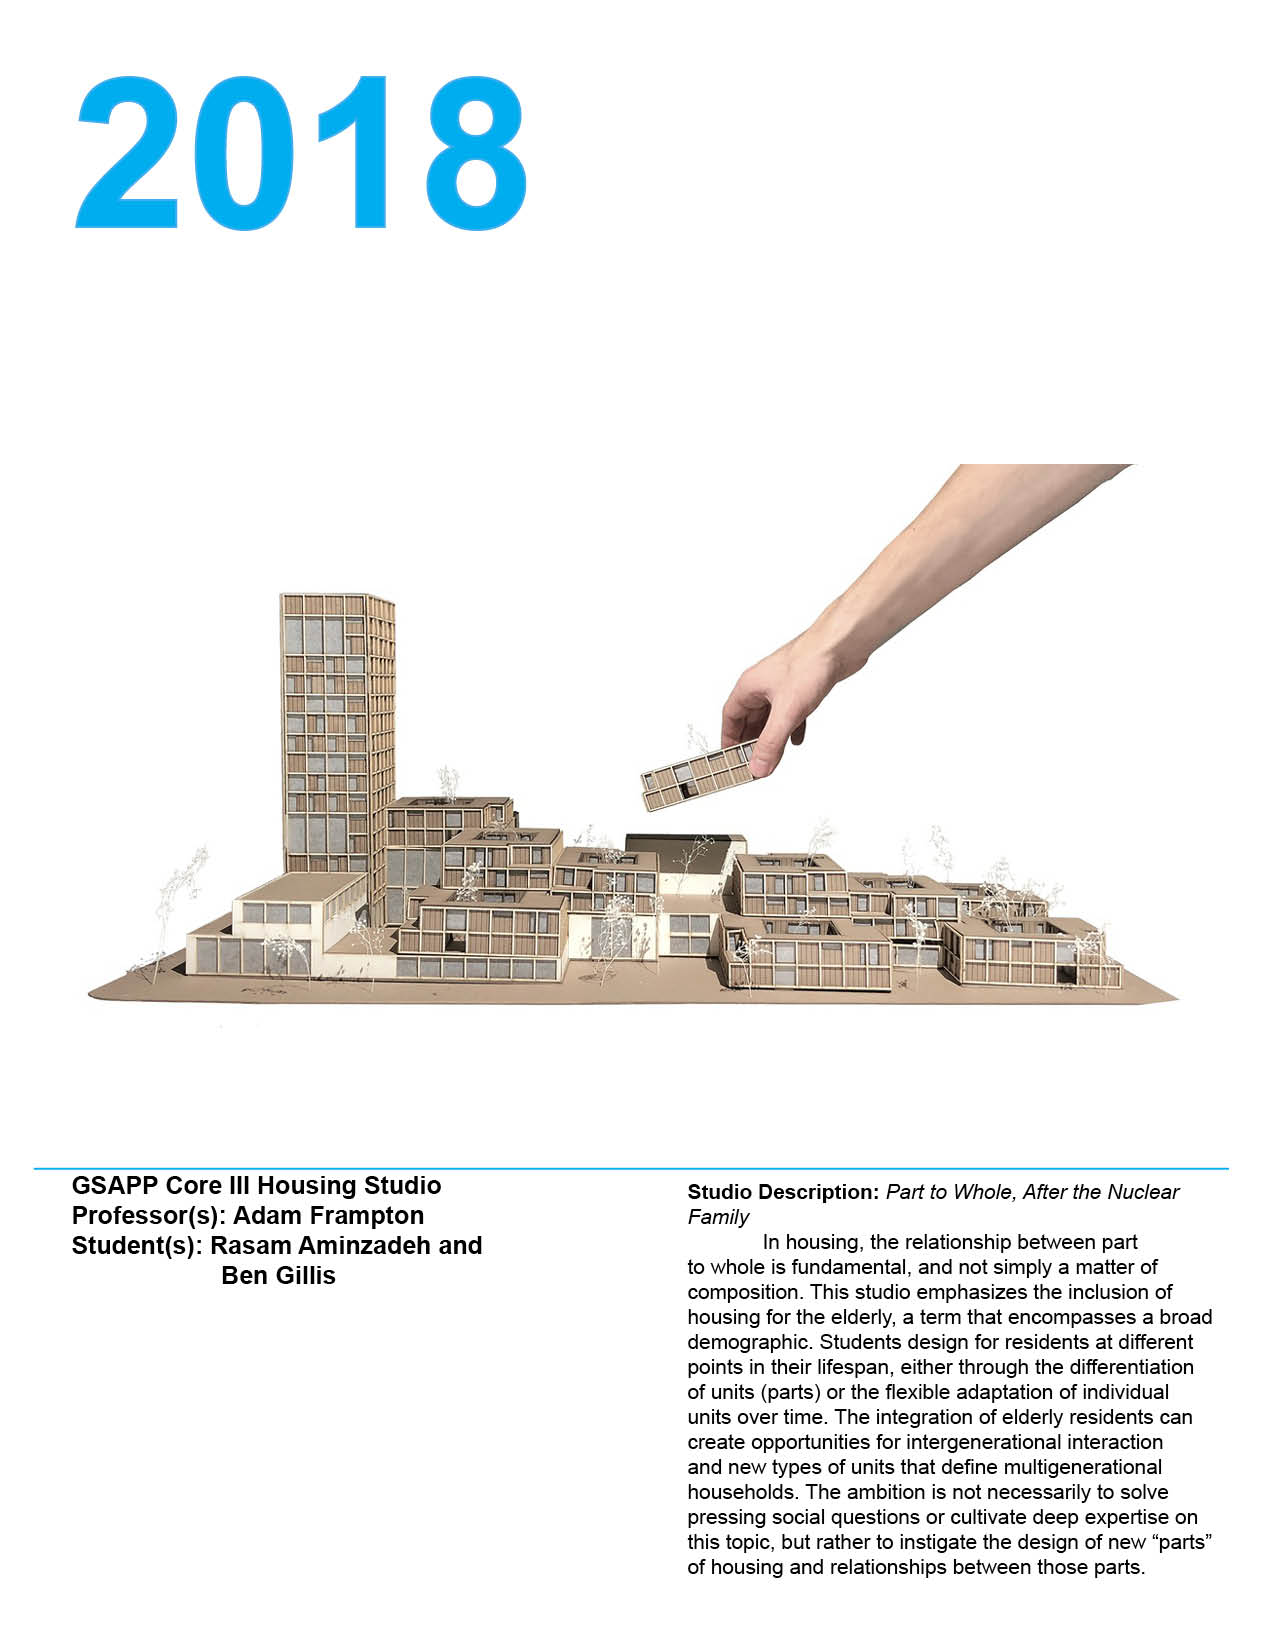 2018
GSAPP Core III Housing Studio
Professor(s): Adam Frampton
Student(s): Rasam Aminzadeh and
Ben Gillis
Studio Description: Part to Whole, After the Nuclear
Family
In housing, the relationship between part
to whole is fundamental, and not simply a matter of
composition. This studio emphasizes the inclusion of
housing for the elderly, a term that encompasses a broad
demographic. Students design for residents at different
points in their lifespan, either through the differentiation
of units (parts) or the flexible adaptation of individual
units over time. The integration of elderly residents can
create opportunities for intergenerational interaction
and new types of units that define multigenerational
households. The ambition is not necessarily to solve
pressing social questions or cultivate deep expertise on
this topic, but rather to instigate the design of new “parts”
of housing and relationships between those parts.